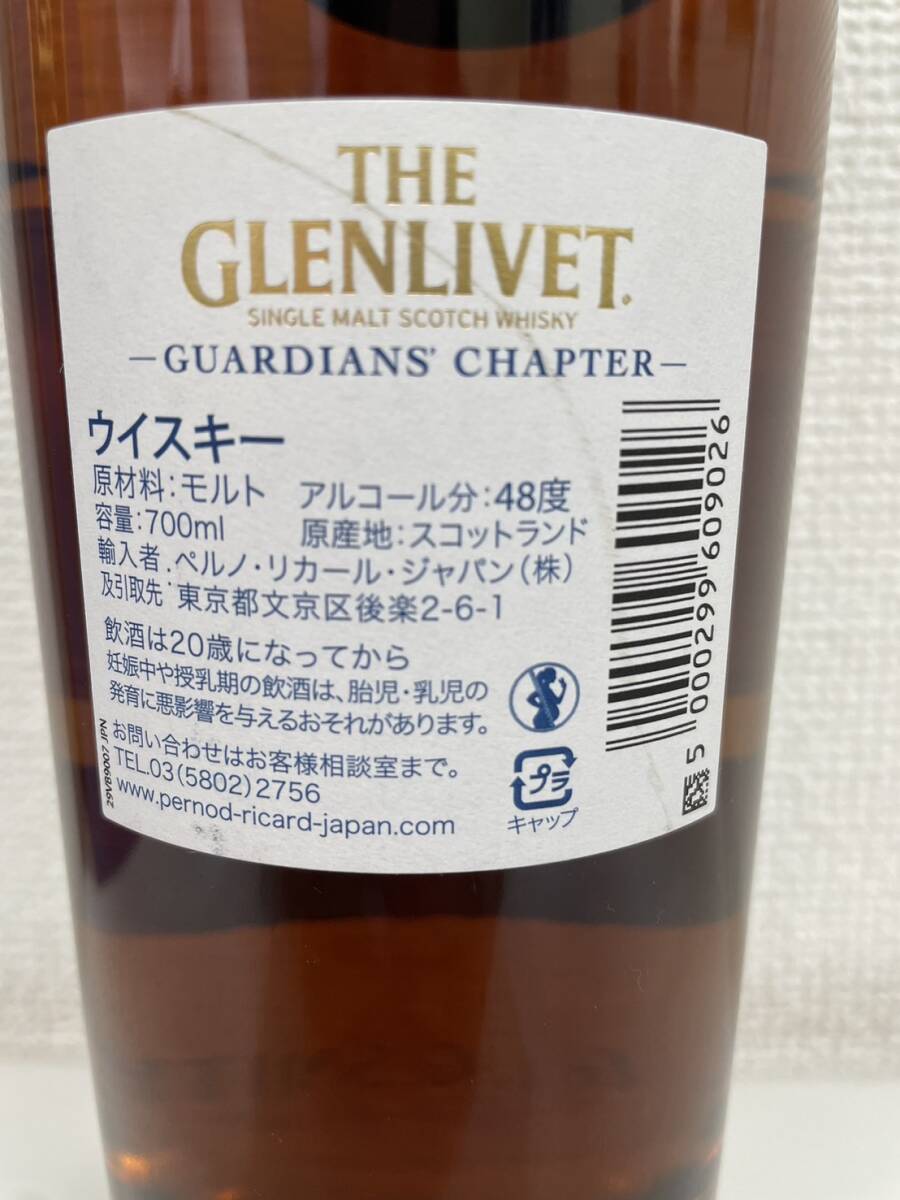 THE
GLENLIVET.
SINGLE MALT SCOTCH WHISKY
—GUARDIANS' CHAPTER—
ウイスキー
原材料：モルト アルコール分：48度
容量：700ml 原産地：スコットランド
輸入者 ペルノ・リカール・ジャパン（株）
及引取先：東京都文京区後楽2-6-1
飲酒は20歳になってから
妊娠中や授乳期の飲酒は、胎児・乳児の
発育に悪影響を与えるおそれがあります。
お問い合わせはお客様相談室まで。
TEL.03(5802)2756
www.pernod-ricard-japan.com
プラ
キャップ
5 000299 609026